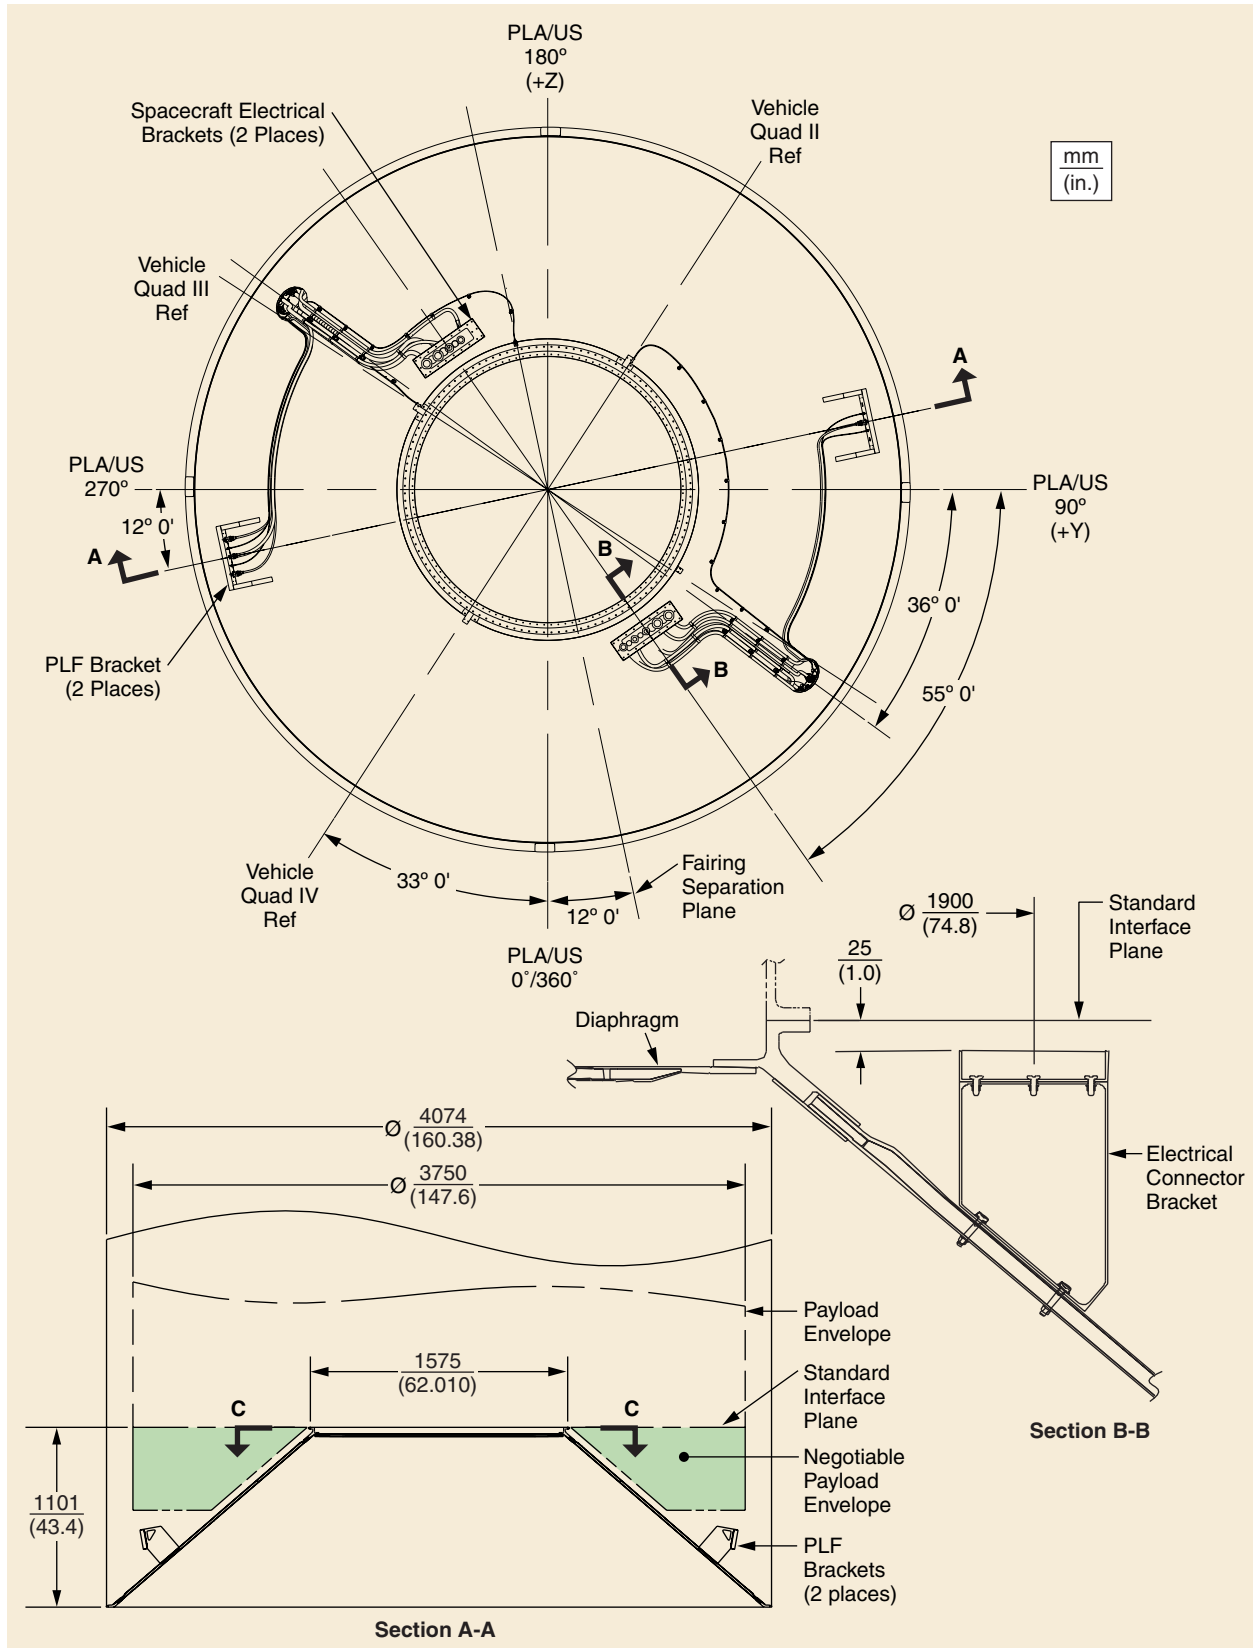 PLA/US
180º
(+Z)
Spacecraft Electrical
Brackets (2 Places)
Vehicle
Quad II
Ref
mm
(in.)
Vehicle
Quad III
Ref
A
PLA/US
270º
12º 0'
PLA/US
90º
(+Y)
A
B
36º 0'
PLF Bracket
(2 Places)
B
55º 0'
Vehicle
Quad IV
Ref
33º 0'
12º 0'
Fairing
Separation
Plane
PLA/US
0˚/360˚
Ø 1900
(74.8)
Standard
Interface
Plane
25
(1.0)
Diaphragm
Electrical
Connector
Bracket
Section B-B
Ø 4074
(160.38)
Ø 3750
(147.6)
Payload
Envelope
1575
(62.010)
Standard
Interface
Plane
C
C
Negotiable
Payload
Envelope
1101
(43.4)
PLF
Brackets
(2 places)
Section A-A